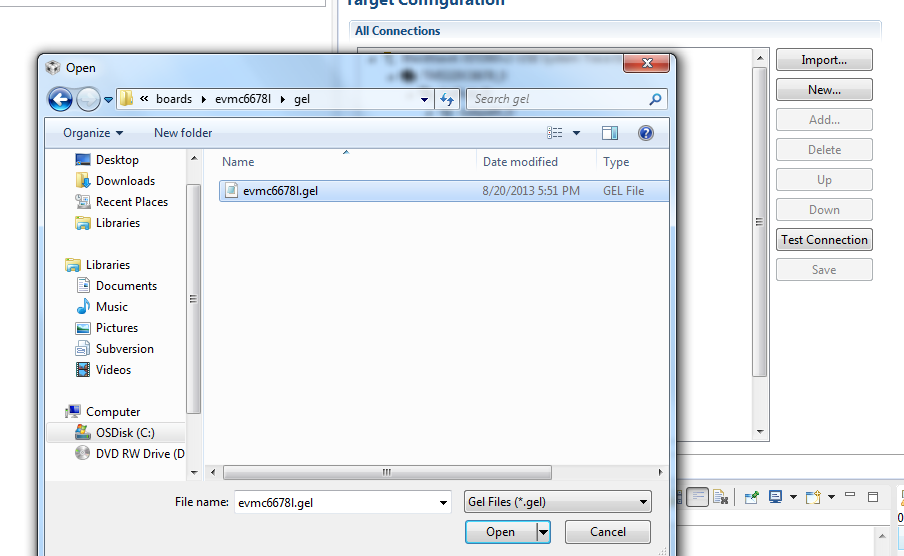 Target Configuration
All Connections
Open
« boards evmc6678l gel
Search gel
Organize
New folder
Name
Date modified
Type
evmc6678l.gel
8/20/2013 5:51 PM
GEL File
Desktop
Downloads
Recent Places
Libraries
Libraries
Documents
Music
Pictures
Subversion
Videos
Computer
OSDisk (C:)
DVD RW Drive (D
File name:
evmc6678l.gel
Gel Files (*.gel)
Open
Cancel
Import...
New...
Add...
Delete
Up
Down
Test Connection
Save